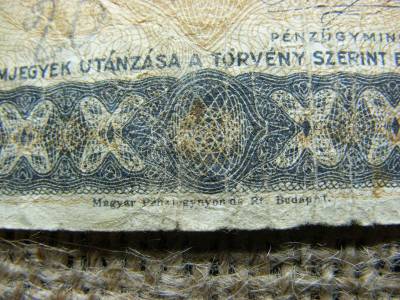 PÉNZÜGYMIN
MJEGYEK UTÁNZÁSA A TÖRVÉNY SZERINT B
Magyar Pénzjegynyomda Rt. Budapest.